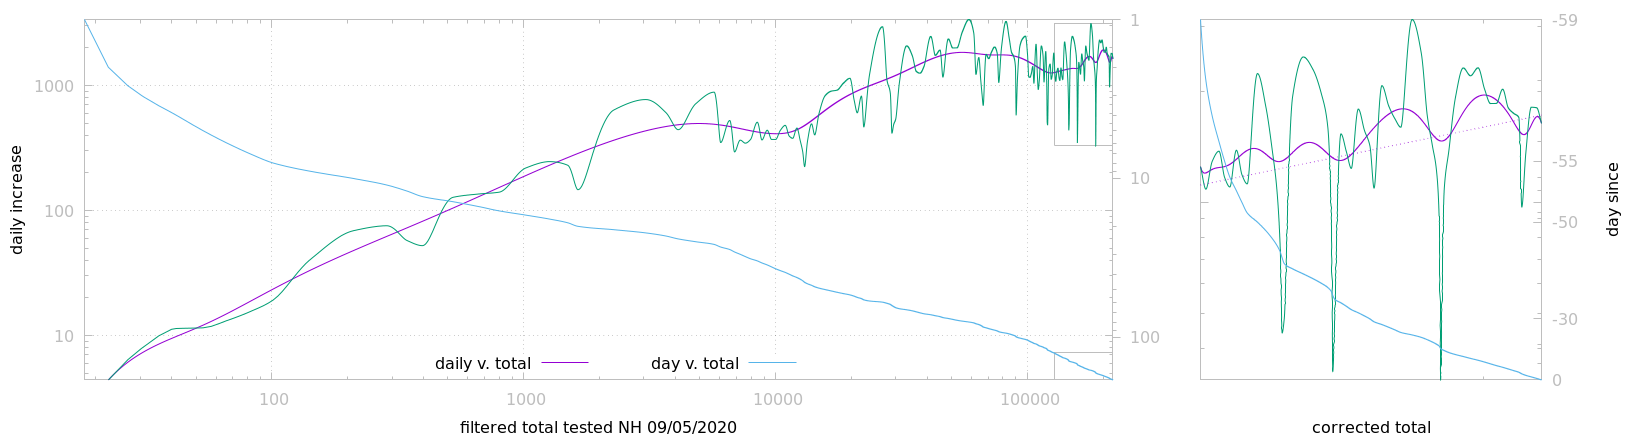 1000
100
10
daily increase
100
1000
10000
100000
filtered total tested NH 09/05/2020
daily v. total
day v. total
1
10
100
-59
-55
-50
-30
0
day since
corrected total